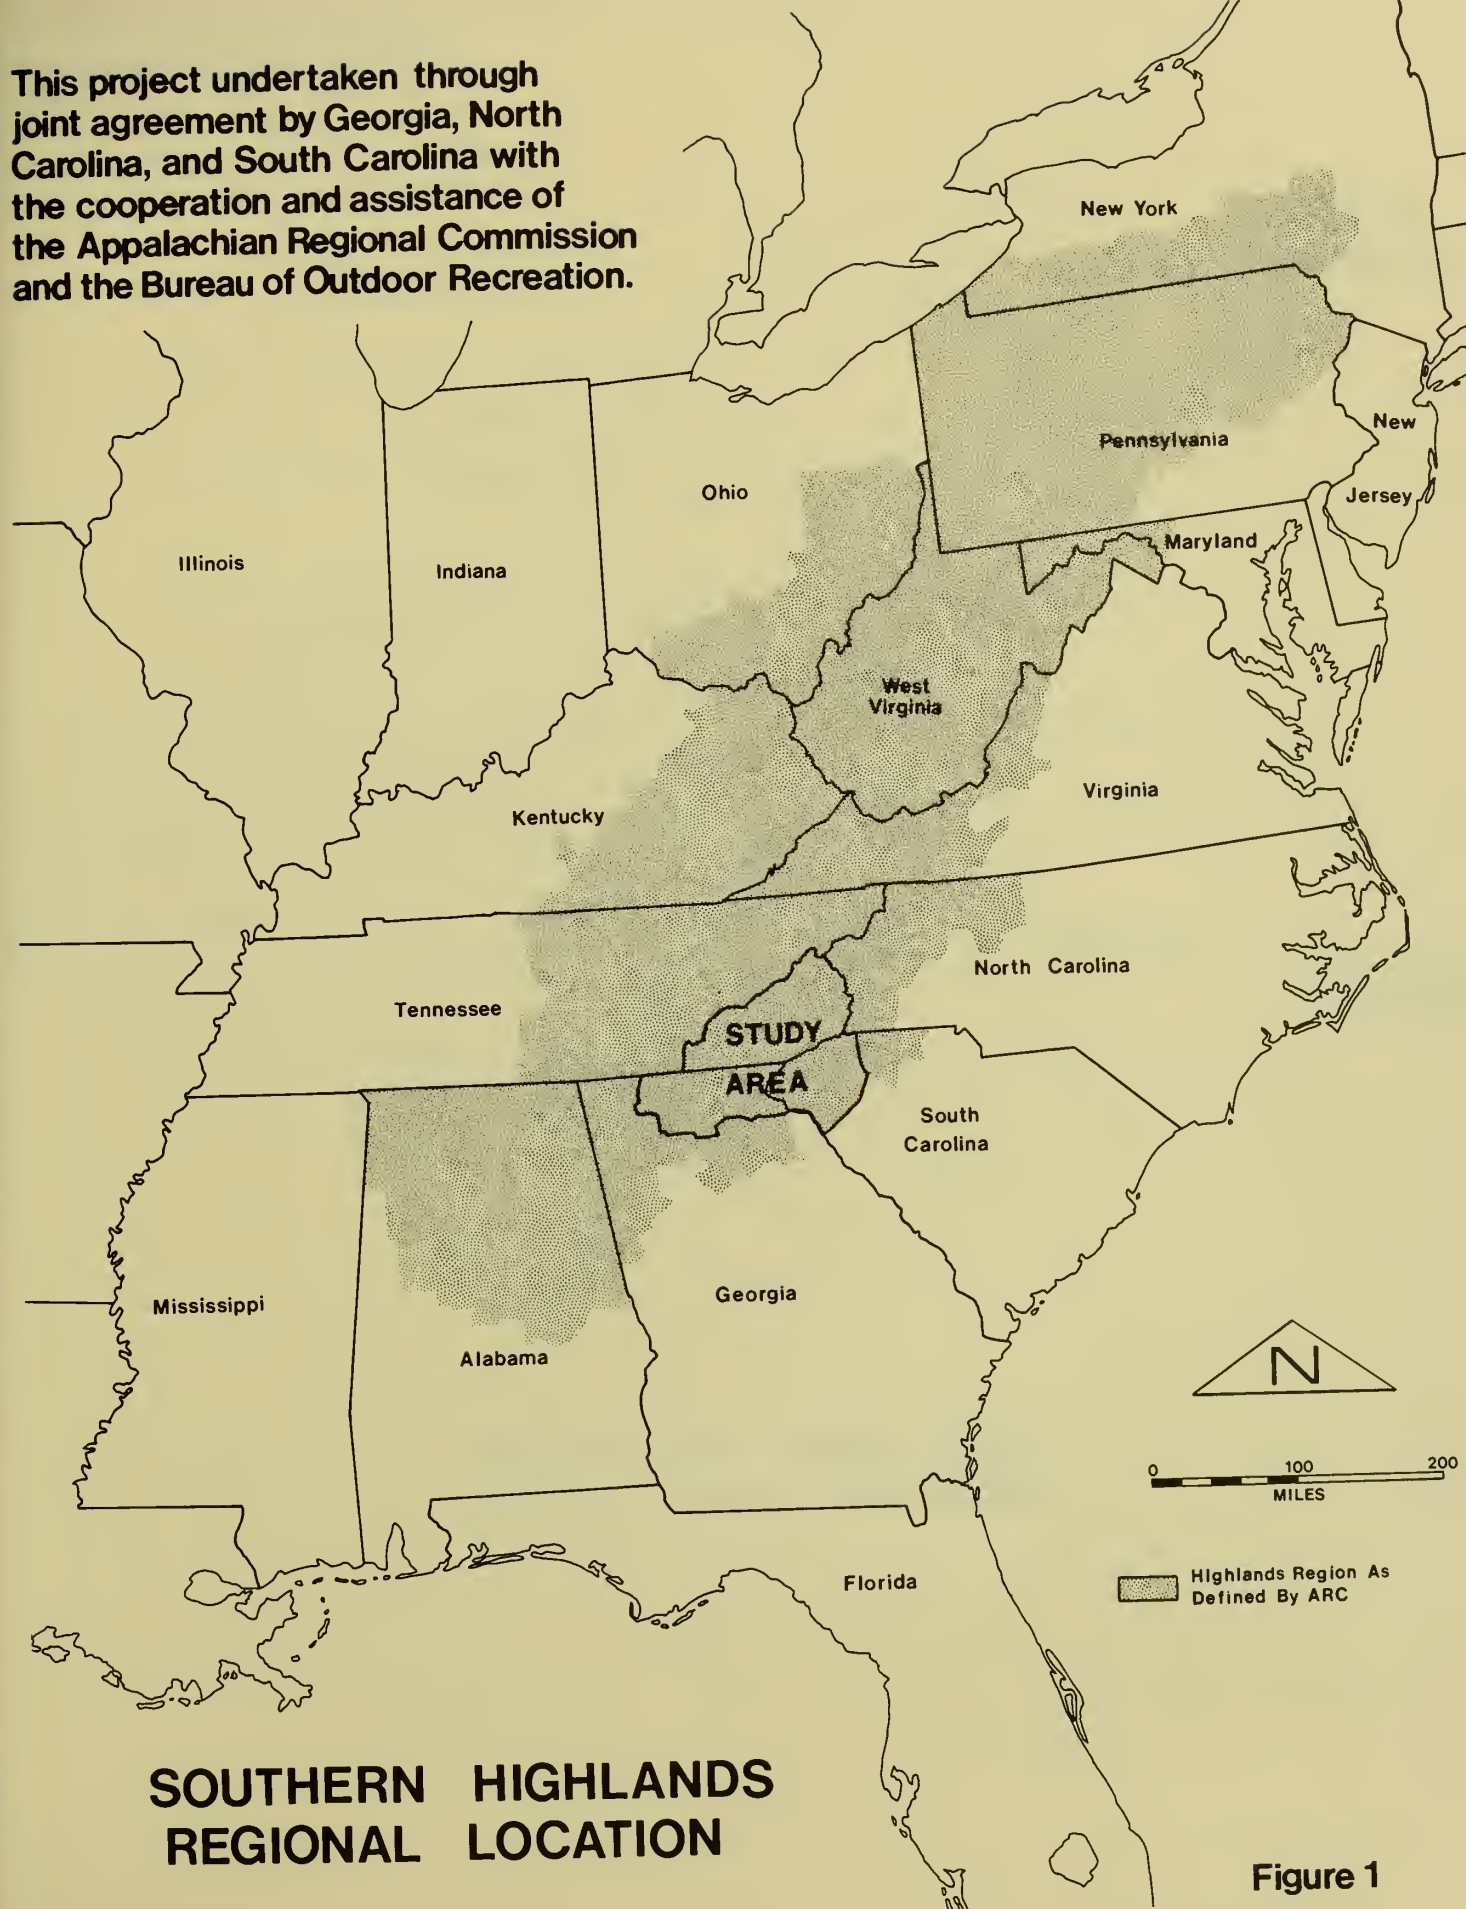 This project undertaken through
joint agreement by Georgia, North
Carolina, and South Carolina with
the cooperation and assistance of
the Appalachian Regional Commission
and the Bureau of Outdoor Recreation.
New York
Pennsylvania
New
Jersey
Ohio
Maryland
Illinois
Indiana
West
Virginia
Virginia
Kentucky
North Carolina
Tennessee
STUDY
AREA
South
Carolina
Mississippi
Georgia
Alabama
N
0 100 200
MILES
Florida
Highlands Region As
Defined By ARC
SOUTHERN HIGHLANDS
REGIONAL LOCATION
Figure 1